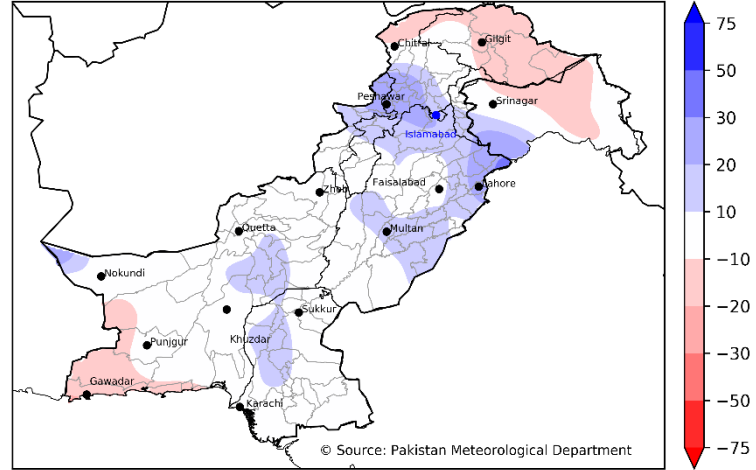 Chitral
Gilgit
Peshawar
Srinagar
Islamabad
Zhob
Faisalabad
Lahore
Quetta
Multan
Nokundi
Sukkur
Khuzdar
Punjgur
Gawadar
Karachi
© Source: Pakistan Meteorological Department
75
50
30
20
10
−10
−20
−30
−50
−75